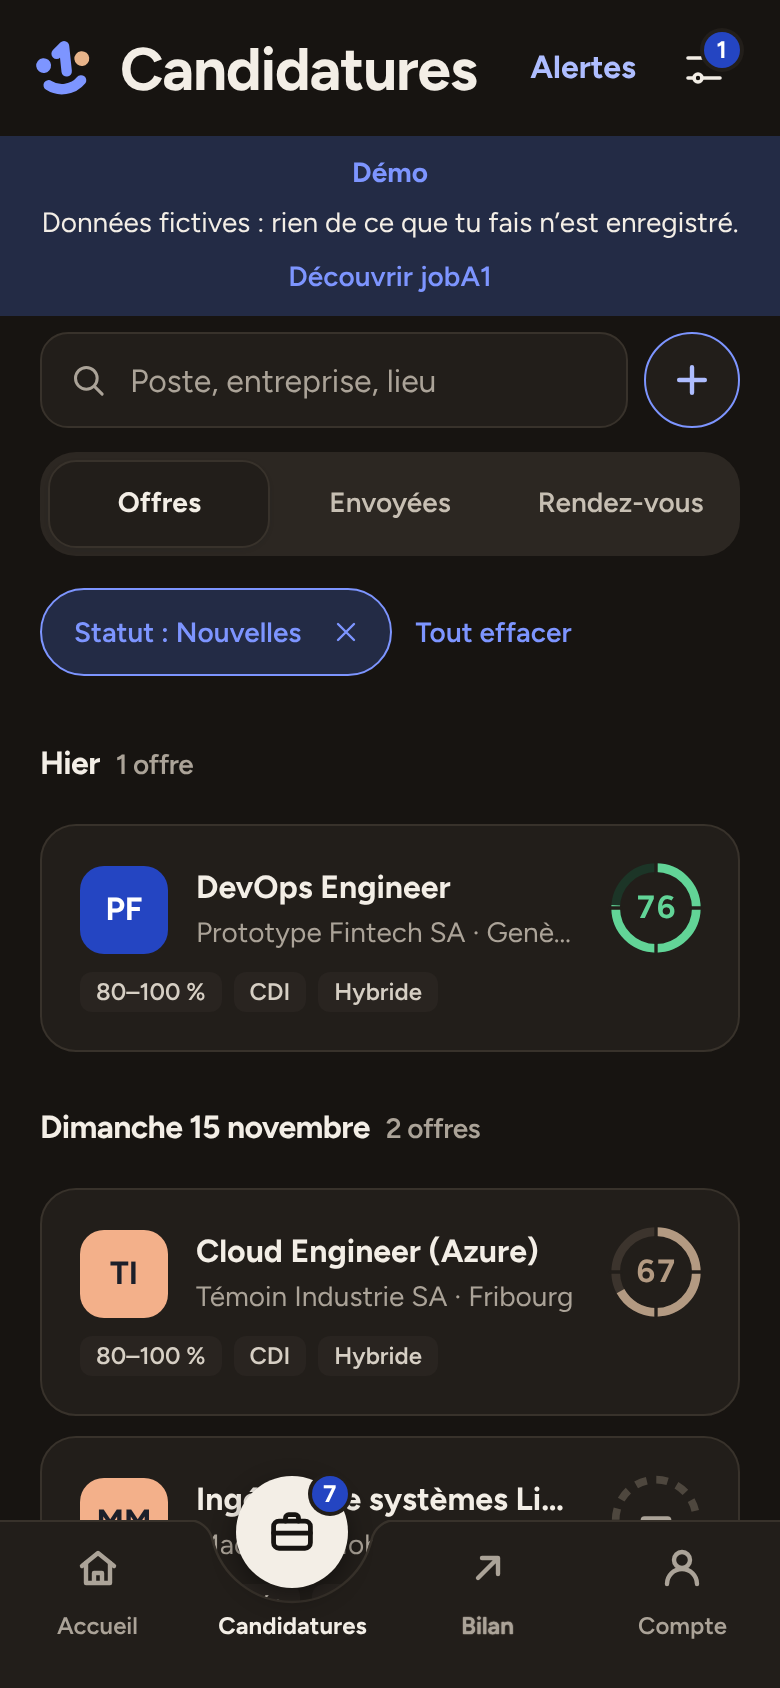 Candidatures
Alertes
1
Démo
Données fictives : rien de ce que tu fais n’est enregistré.
Découvrir jobA1
Poste, entreprise, lieu
Offres
Envoyées
Rendez-vous
Statut : Nouvelles
Tout effacer
Hier 1 offre
PF
DevOps Engineer
76
Prototype Fintech SA · Genè...
80–100 %
CDI
Hybride
Dimanche 15 novembre 2 offres
TI
Cloud Engineer (Azure)
67
Témoin Industrie SA · Fribourg
80–100 %
CDI
Hybride
MM
systèmes Li...
7
Accueil
Candidatures
Bilan
Compte